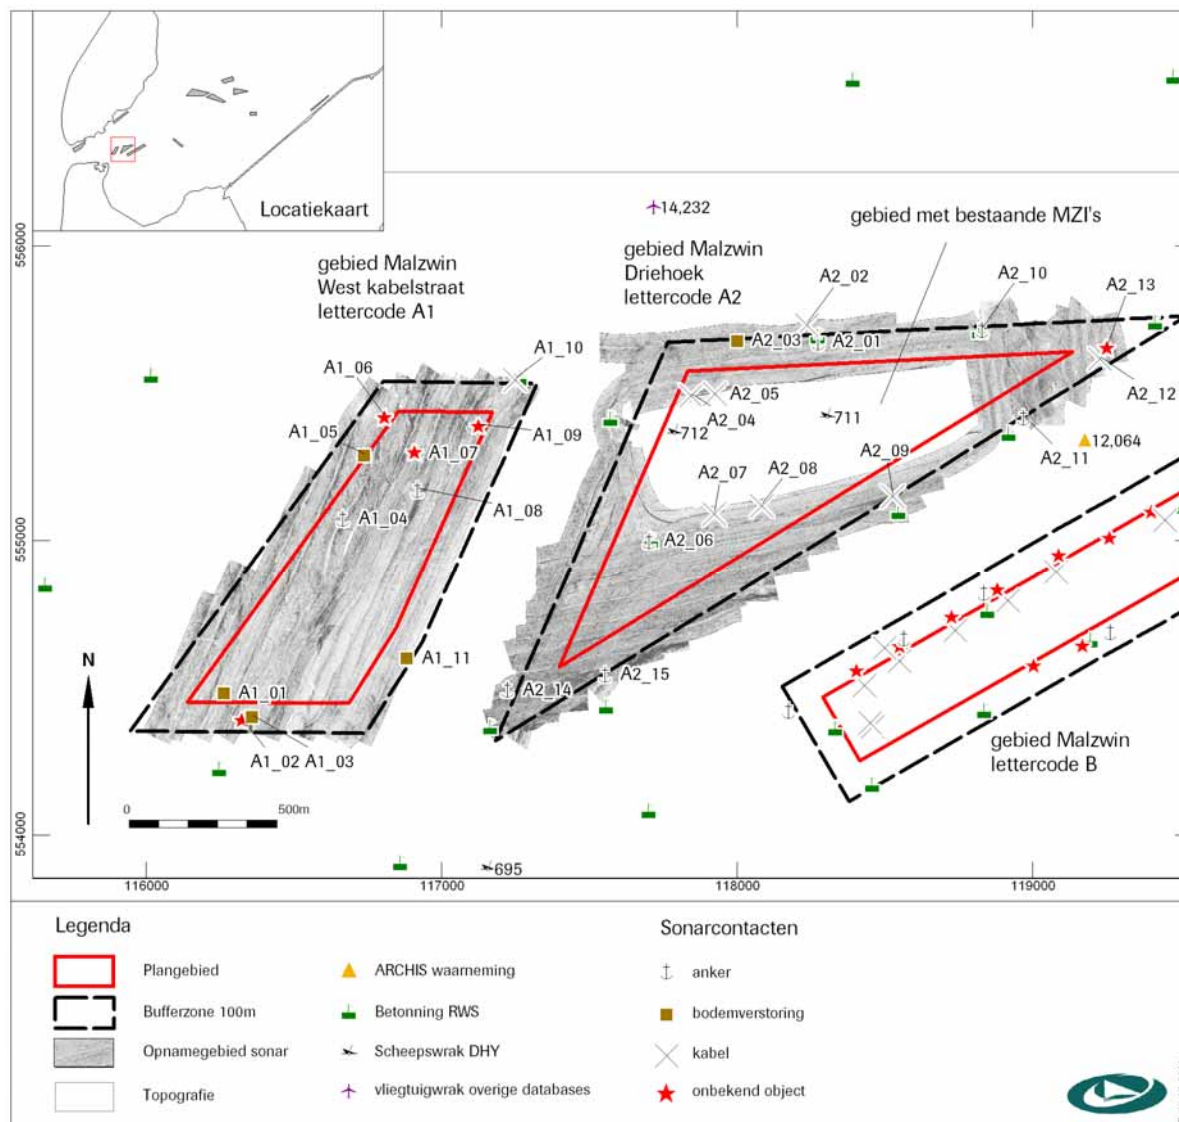 Locatiekaart
14,232
gebied met bestaande MZI's
556000
gebied Malzwin
West kabelstraat
lettercode A1
gebied Malzwin
Driehoek
lettercode A2
A2_02
A2_10
A2_13
A2_03
A2_01
A1_10
A1_06
A2_05
A2_04
A2_12
711
712
A1_05
A1_09
A1_07
12,064
A2_11
A2_09
A2_07
A2_08
A1_08
A1_04
555000
A2_06
A1_11
A2_15
A2_14
A1_01
N
A1_02
A1_03
gebied Malzwin
lettercode B
0
500m
554000
695
116000
117000
118000
119000
Legenda
Plangebied
Bufferzone 100m
Opnamegebied sonar
Topografie
ARCHIS waarneming
Betonning RWS
Scheepswrak DHY
vliegtuigwrak overige databases
Sonarcontacten
anker
bodemverstoring
kabel
onbekend object